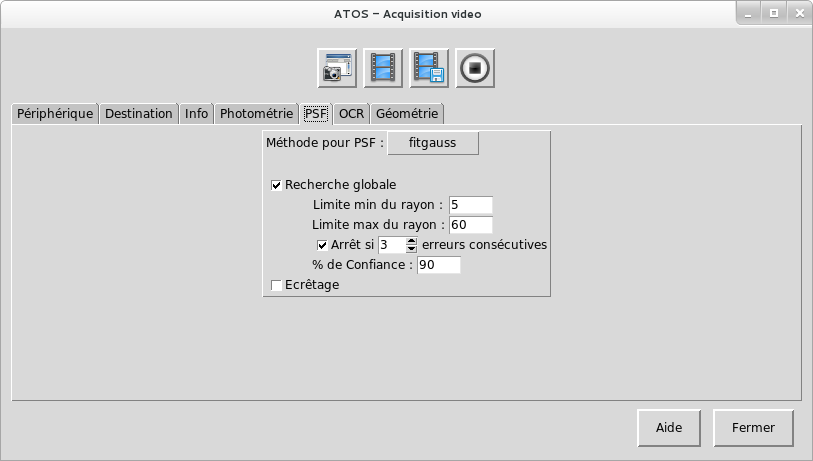 ATOS - Acquisition video
Périphérique Destination Info Photométrie PSF OCR Géométrie
Méthode pour PSF : fitgauss
Recherche globale
Limite min du rayon : 5
Limite max du rayon : 60
Arrêt si 3 erreurs consécutives
% de Confiance : 90
Ecrêtage
Aide Fermer